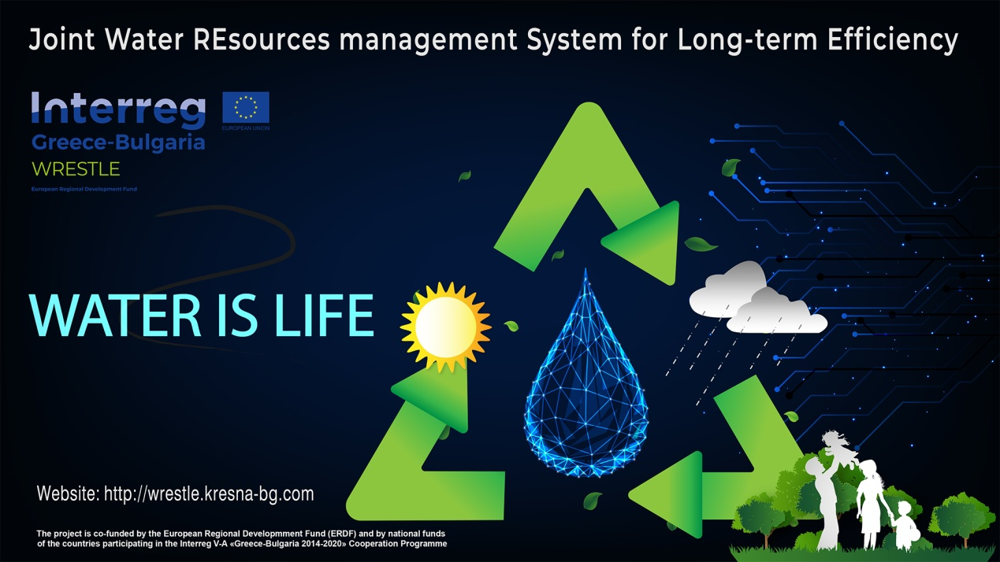 Joint Water REsources management System for Long-term Efficiency
Interreg
EUROPEAN UNION
Greece-Bulgaria
WRESTLE
European Regional Development Fund
WATER IS LIFE
Website: http://wrestle.kresna-bg.com
The project is co-funded by the European Regional Developmment Fund (ERDF) and by national funds
of the countries participating in the Interreg V-A «Greece-Bulgaria 2014-2020» Cooperation Programme